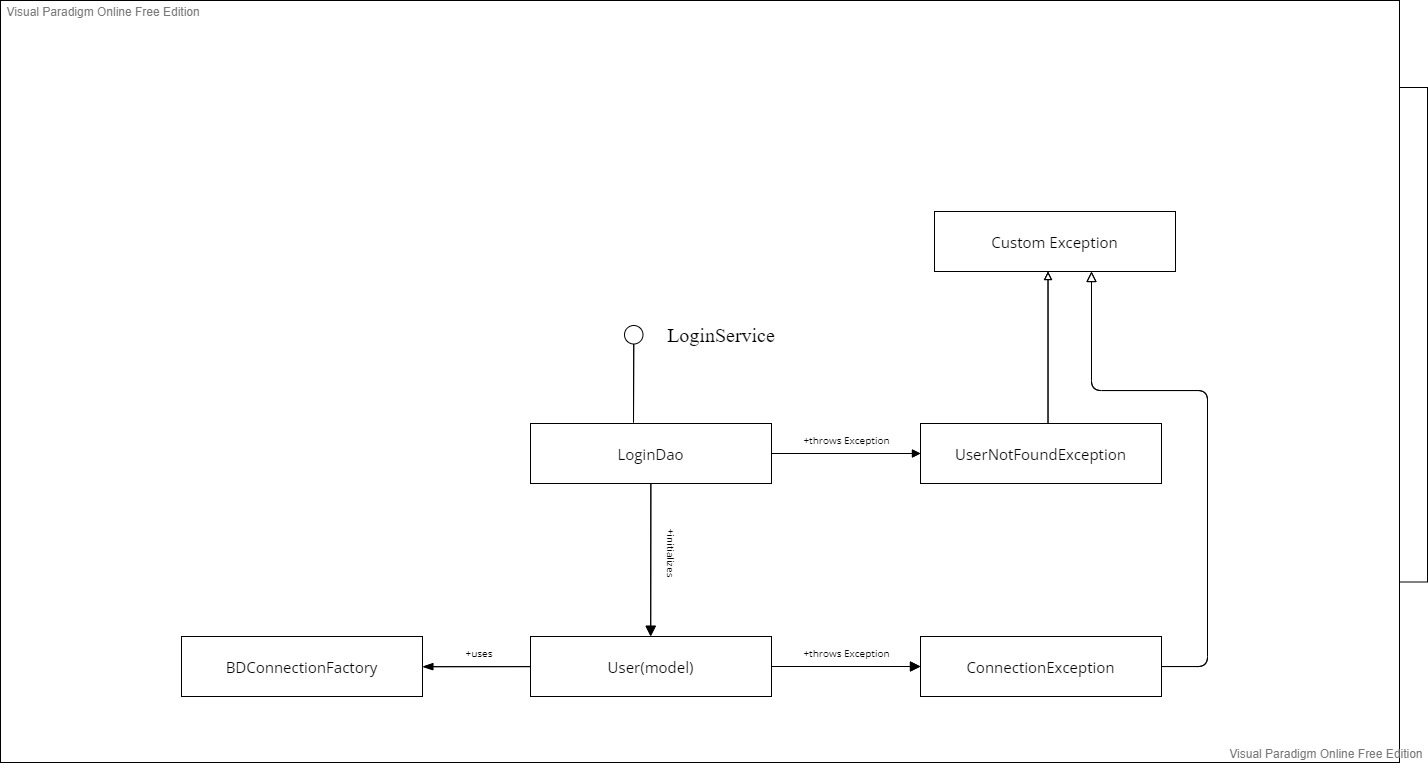 Visual Paradigm Online Free Edition
Custom Exception
LoginService
LoginDao
+throws Exception
UserNotFoundException
+initializes
BDConnectionFactory
+uses
User(model)
+throws Exception
ConnectionException
Visual Paradigm Online Free Edition